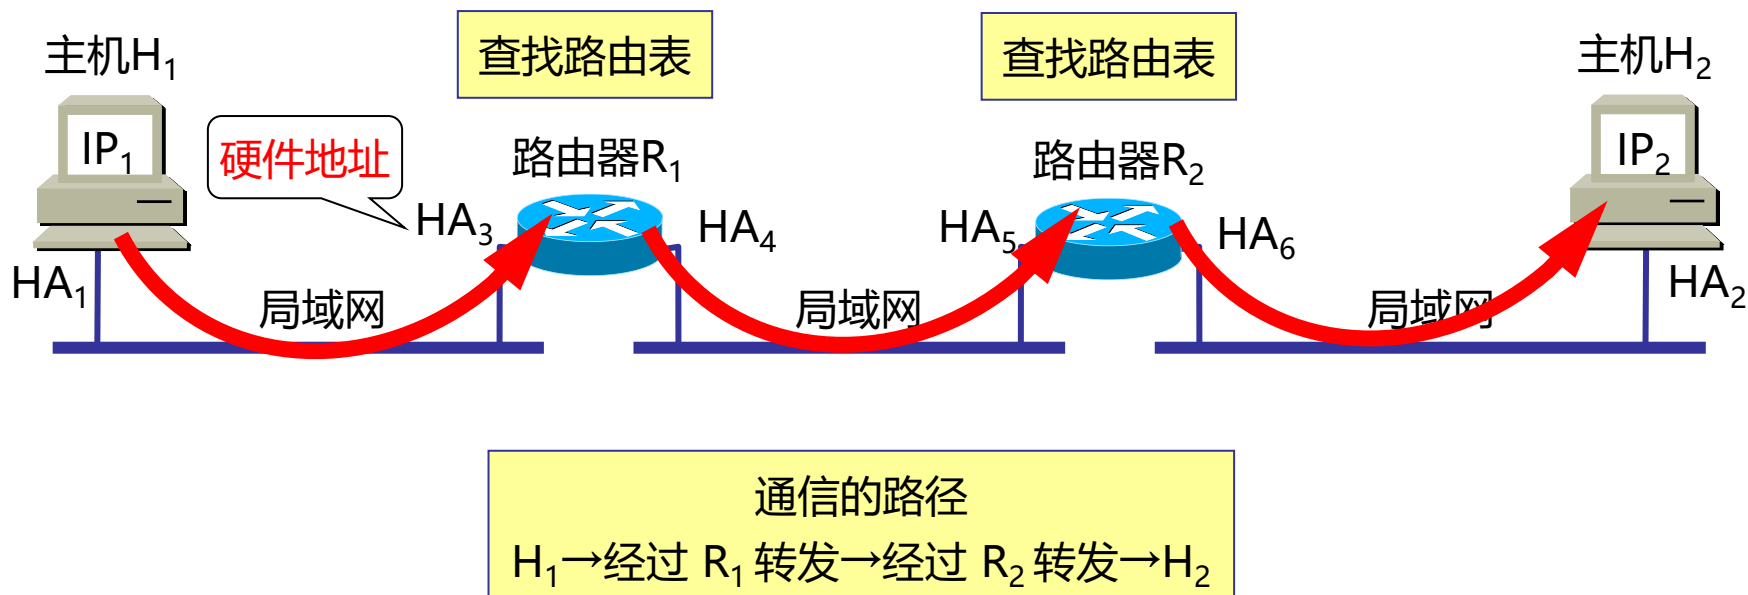 查找路由表
查找路由表
主机H₁
主机H₂
IP₁
硬件地址
路由器R₁
路由器R₂
IP₂
HA₃
HA₄
HA₅
HA₆
HA₁
局域网
局域网
局域网
HA₂
通信的路径
H₁→经过 R₁ 转发→经过 R₂ 转发→H₂